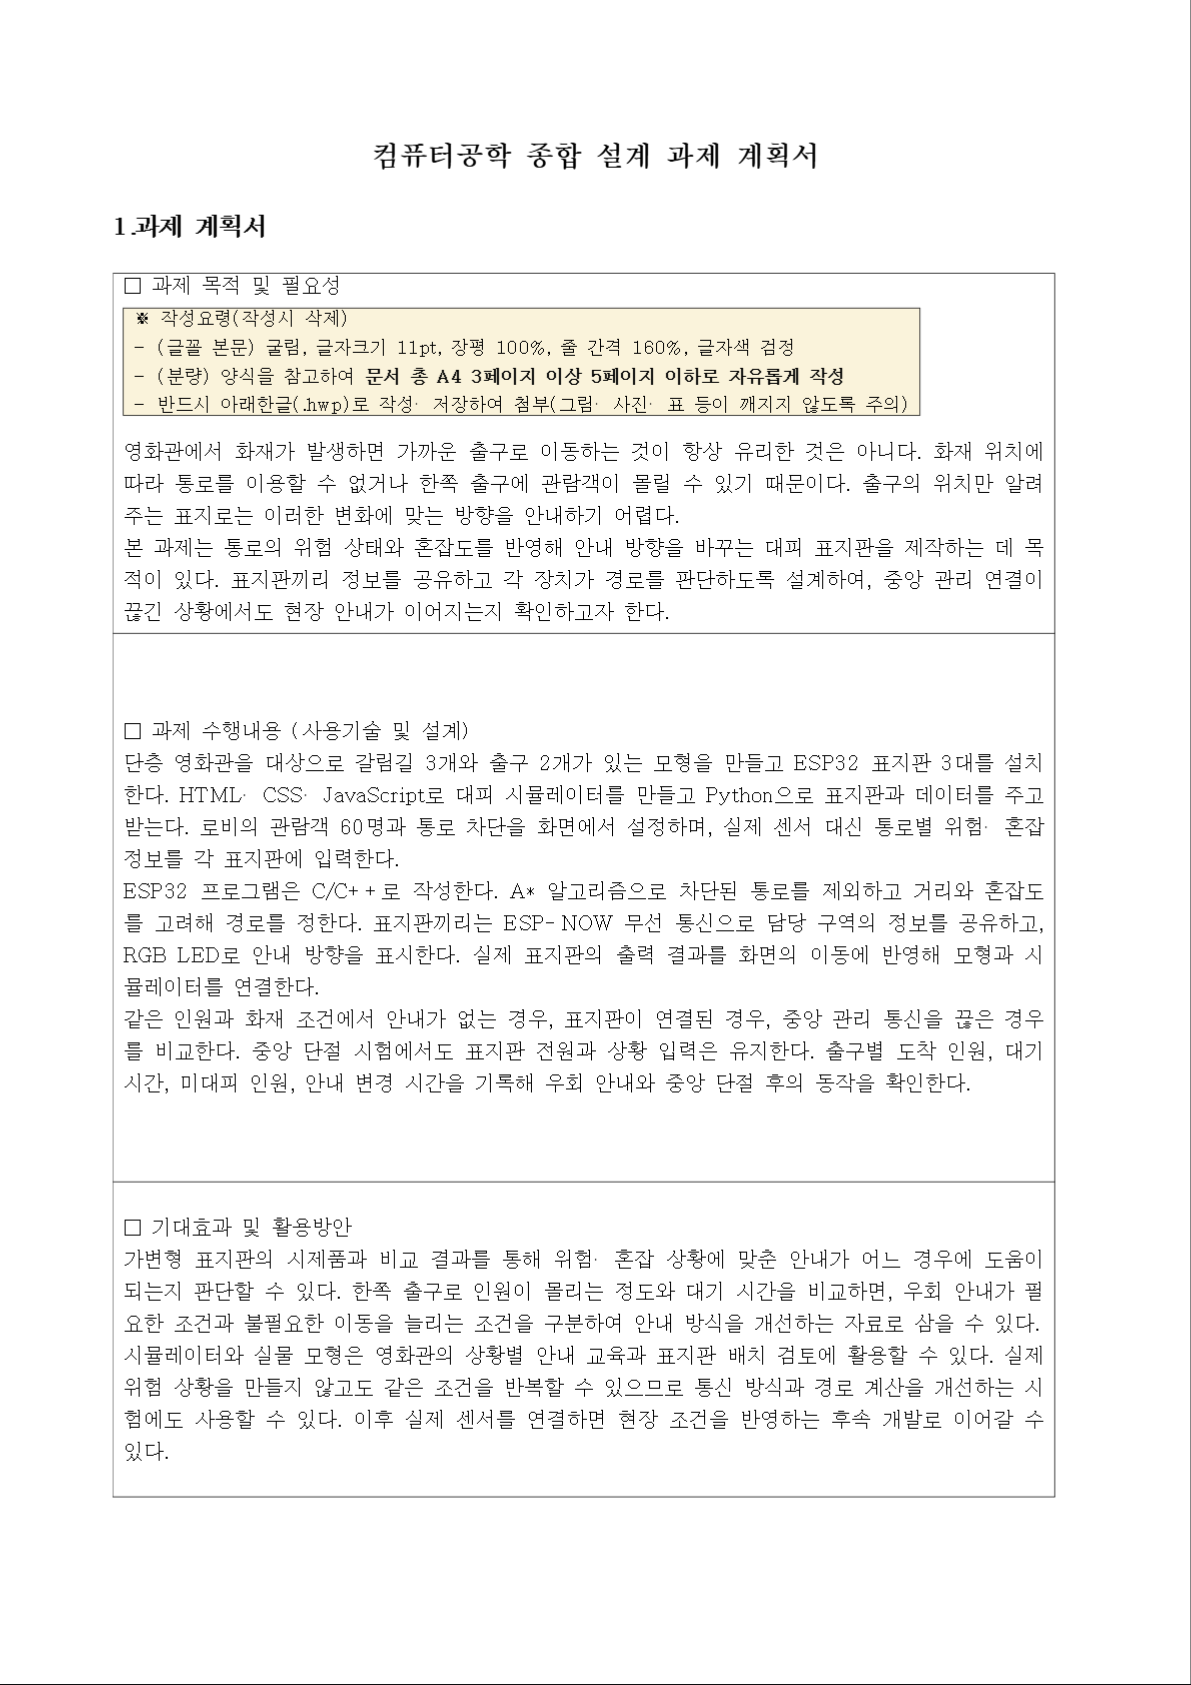 컴퓨터공학 종합 설계 과제 계획서
1.과제 계획서
□ 과제 목적 및 필요성
※ 작성요령(작성시 삭제)
- (글꼴 본문) 굴림, 글자크기 11pt, 장평 100%, 줄 간격 160%, 글자색 검정
- (분량) 양식을 참고하여 문서 총 A4 3페이지 이상 5페이지 이하로 자유롭게 작성
- 반드시 아래한글(.hwp)로 작성· 저장하여 첨부(그림· 사진· 표 등이 깨지지 않도록 주의)
영화관에서 화재가 발생하면 가까운 출구로 이동하는 것이 항상 유리한 것은 아니다. 화재 위치에
따라 통로를 이용할 수 없거나 한쪽 출구에 관람객이 몰릴 수 있기 때문이다. 출구의 위치만 알려
주는 표지로는 이러한 변화에 맞는 방향을 안내하기 어렵다.
본 과제는 통로의 위험 상태와 혼잡도를 반영해 안내 방향을 바꾸는 대피 표지판을 제작하는 데 목
적이 있다. 표지판끼리 정보를 공유하고 각 장치가 경로를 판단하도록 설계하여, 중앙 관리 연결이
끊긴 상황에서도 현장 안내가 이어지는지 확인하고자 한다.
□ 과제 수행내용 (사용기술 및 설계)
단층 영화관을 대상으로 갈림길 3개와 출구 2개가 있는 모형을 만들고 ESP32 표지판 3대를 설치
한다. HTML· CSS· JavaScript로 대피 시뮬레이터를 만들고 Python으로 표지판과 데이터를 주고
받는다. 로비의 관람객 60명과 통로 차단을 화면에서 설정하며, 실제 센서 대신 통로별 위험· 혼잡
정보를 각 표지판에 입력한다.
ESP32 프로그램은 C/C++로 작성한다. A* 알고리즘으로 차단된 통로를 제외하고 거리와 혼잡도
를 고려해 경로를 정한다. 표지판끼리는 ESP-NOW 무선 통신으로 담당 구역의 정보를 공유하고,
RGB LED로 안내 방향을 표시한다. 실제 표지판의 출력 결과를 화면의 이동에 반영해 모형과 시
뮬레이터를 연결한다.
같은 인원과 화재 조건에서 안내가 없는 경우, 표지판이 연결된 경우, 중앙 관리 통신을 끊은 경우
를 비교한다. 중앙 단절 시험에서도 표지판 전원과 상황 입력은 유지한다. 출구별 도착 인원, 대기
시간, 미대피 인원, 안내 변경 시간을 기록해 우회 안내와 중앙 단절 후의 동작을 확인한다.
□ 기대효과 및 활용방안
가변형 표지판의 시제품과 비교 결과를 통해 위험· 혼잡 상황에 맞춘 안내가 어느 경우에 도움이
되는지 판단할 수 있다. 한쪽 출구로 인원이 몰리는 정도와 대기 시간을 비교하면, 우회 안내가 필
요한 조건과 불필요한 이동을 늘리는 조건을 구분하여 안내 방식을 개선하는 자료로 삼을 수 있다.
시뮬레이터와 실물 모형은 영화관의 상황별 안내 교육과 표지판 배치 검토에 활용할 수 있다. 실제
위험 상황을 만들지 않고도 같은 조건을 반복할 수 있으므로 통신 방식과 경로 계산을 개선하는 시
험에도 사용할 수 있다. 이후 실제 센서를 연결하면 현장 조건을 반영하는 후속 개발로 이어갈 수
있다.